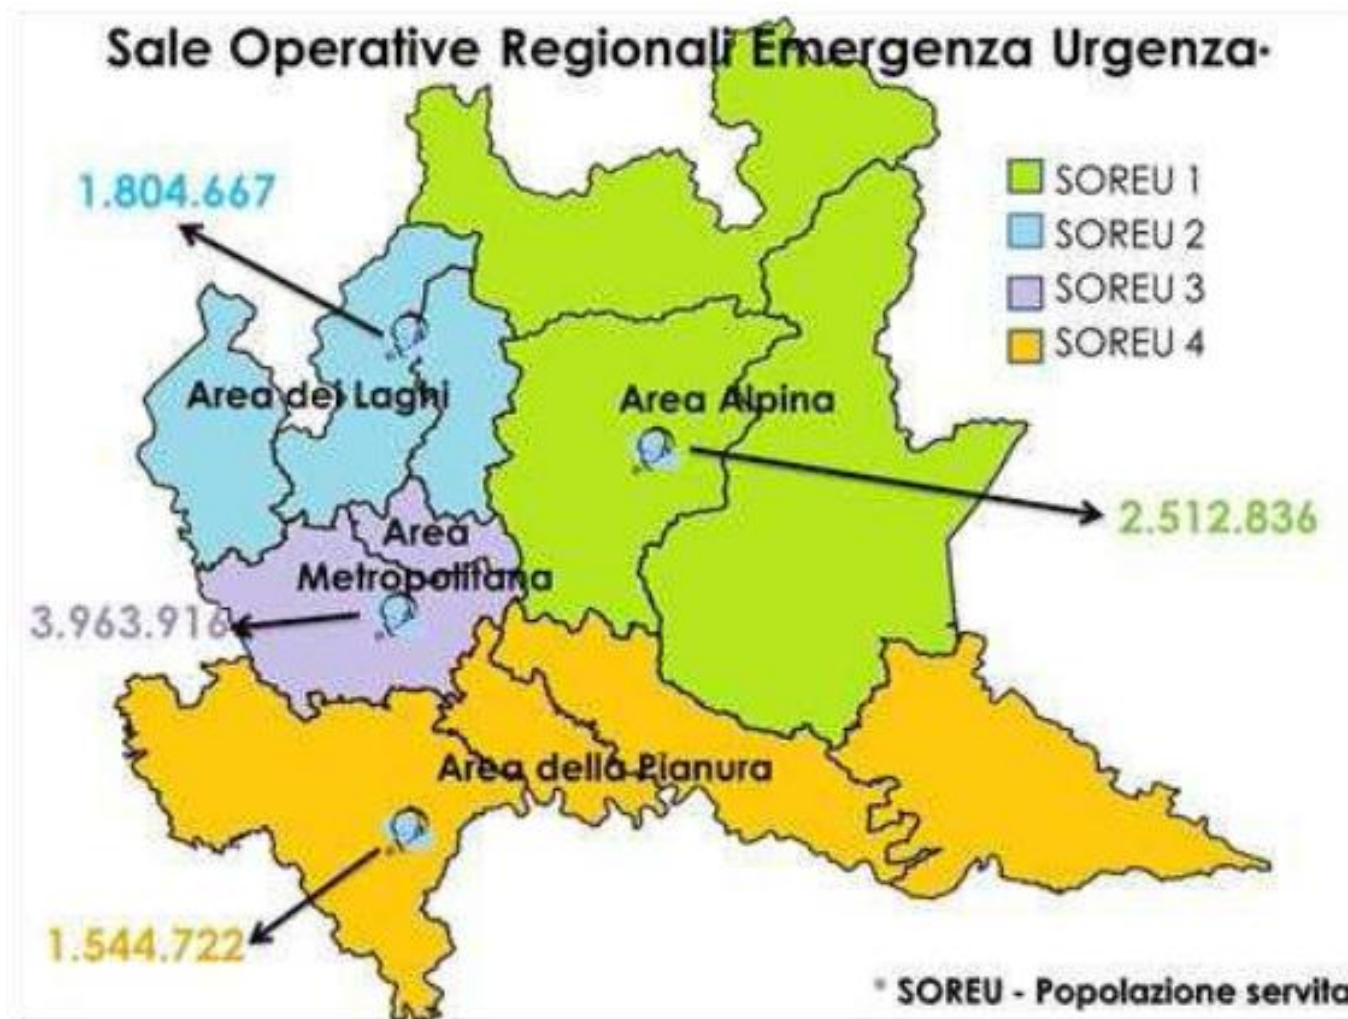 Sale Operative Regionali Emergenza Urgenza·
1.804.667
SOREU 1
SOREU 2
SOREU 3
SOREU 4
Area dei Laghi
Area Alpina
2.512.836
Area
Metropolitana
3.963.916
Area della Pianura
1.544.722
* SOREU - Popolazione servita